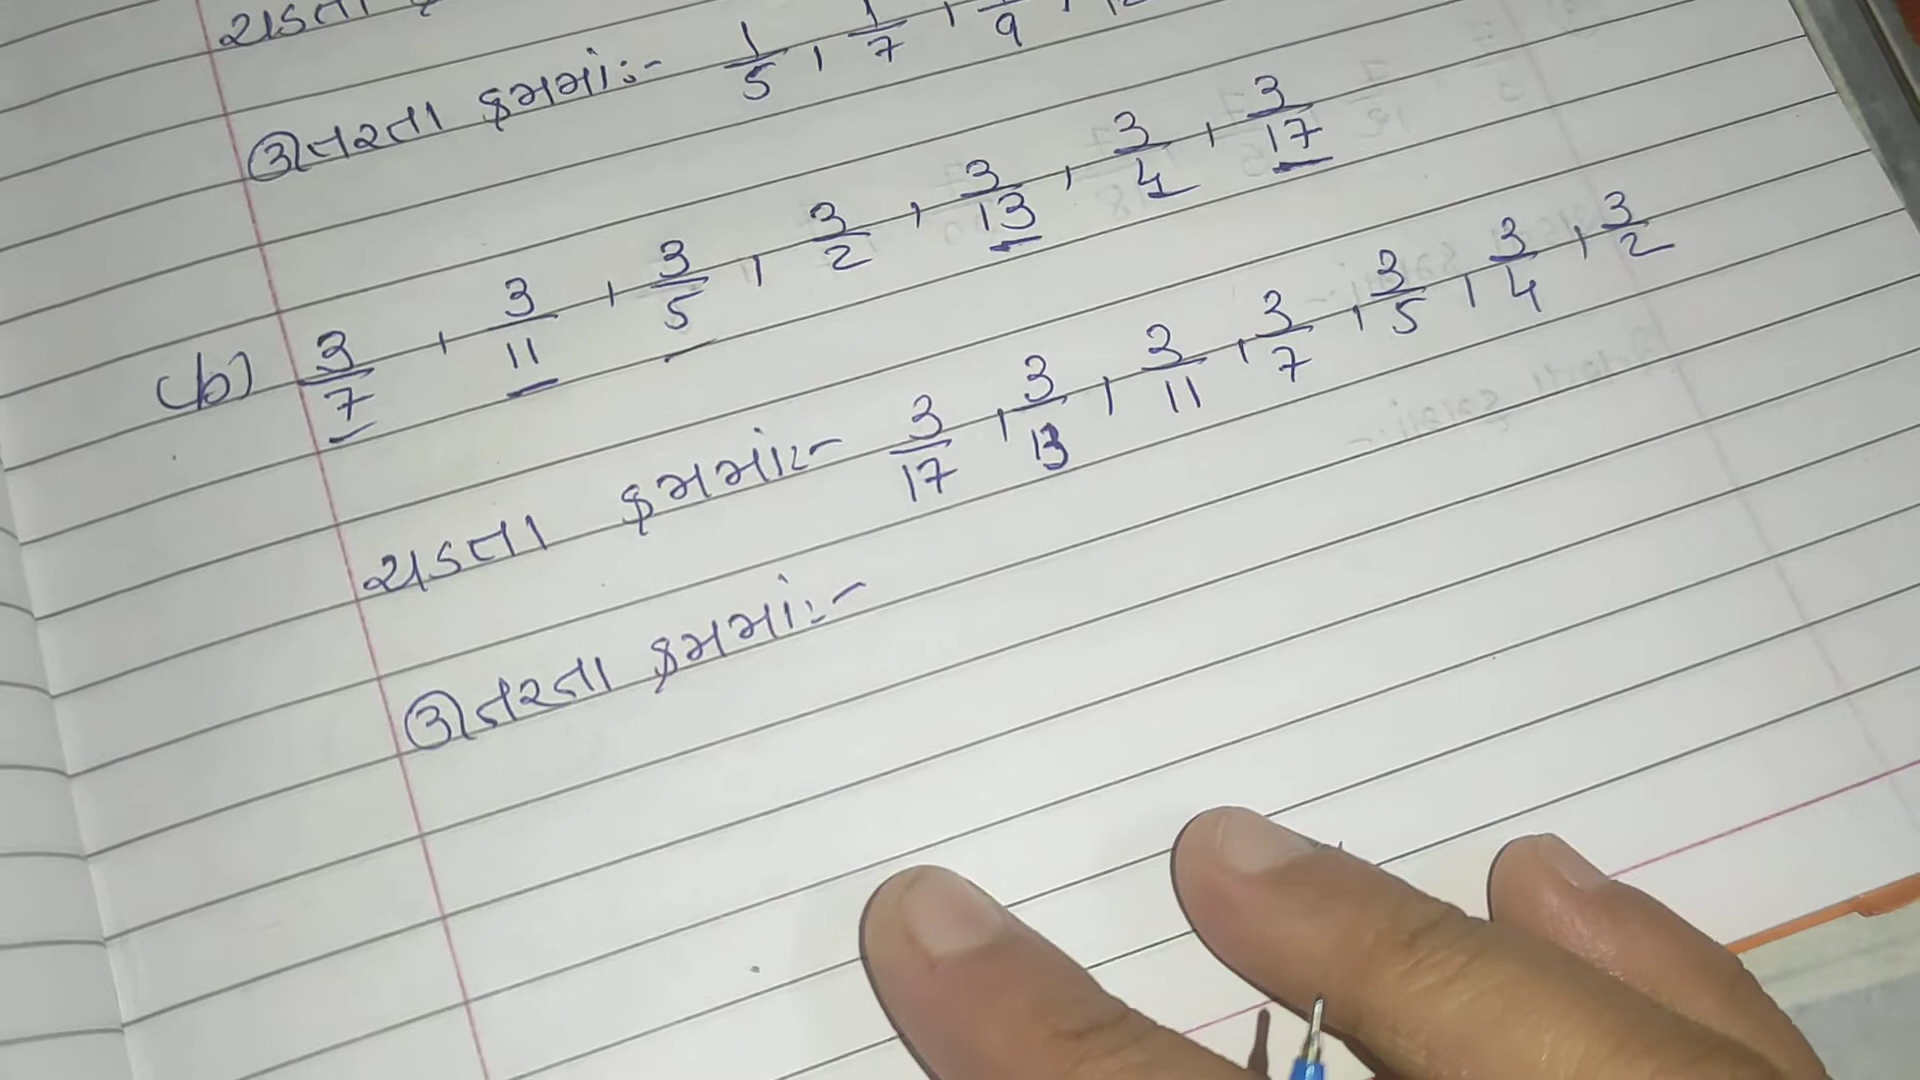 ચડતા
ઊતરતા ક્રમમાં:- 1/5, 1/7, 1/9,
(b) 3/7, 3/11, 3/5, 3/2, 3/13, 3/4, 3/17
ચડતા ક્રમમાં:- 3/17, 3/13, 3/11, 3/7, 3/5, 3/4, 3/2
ઊતરતા ક્રમમાં:-